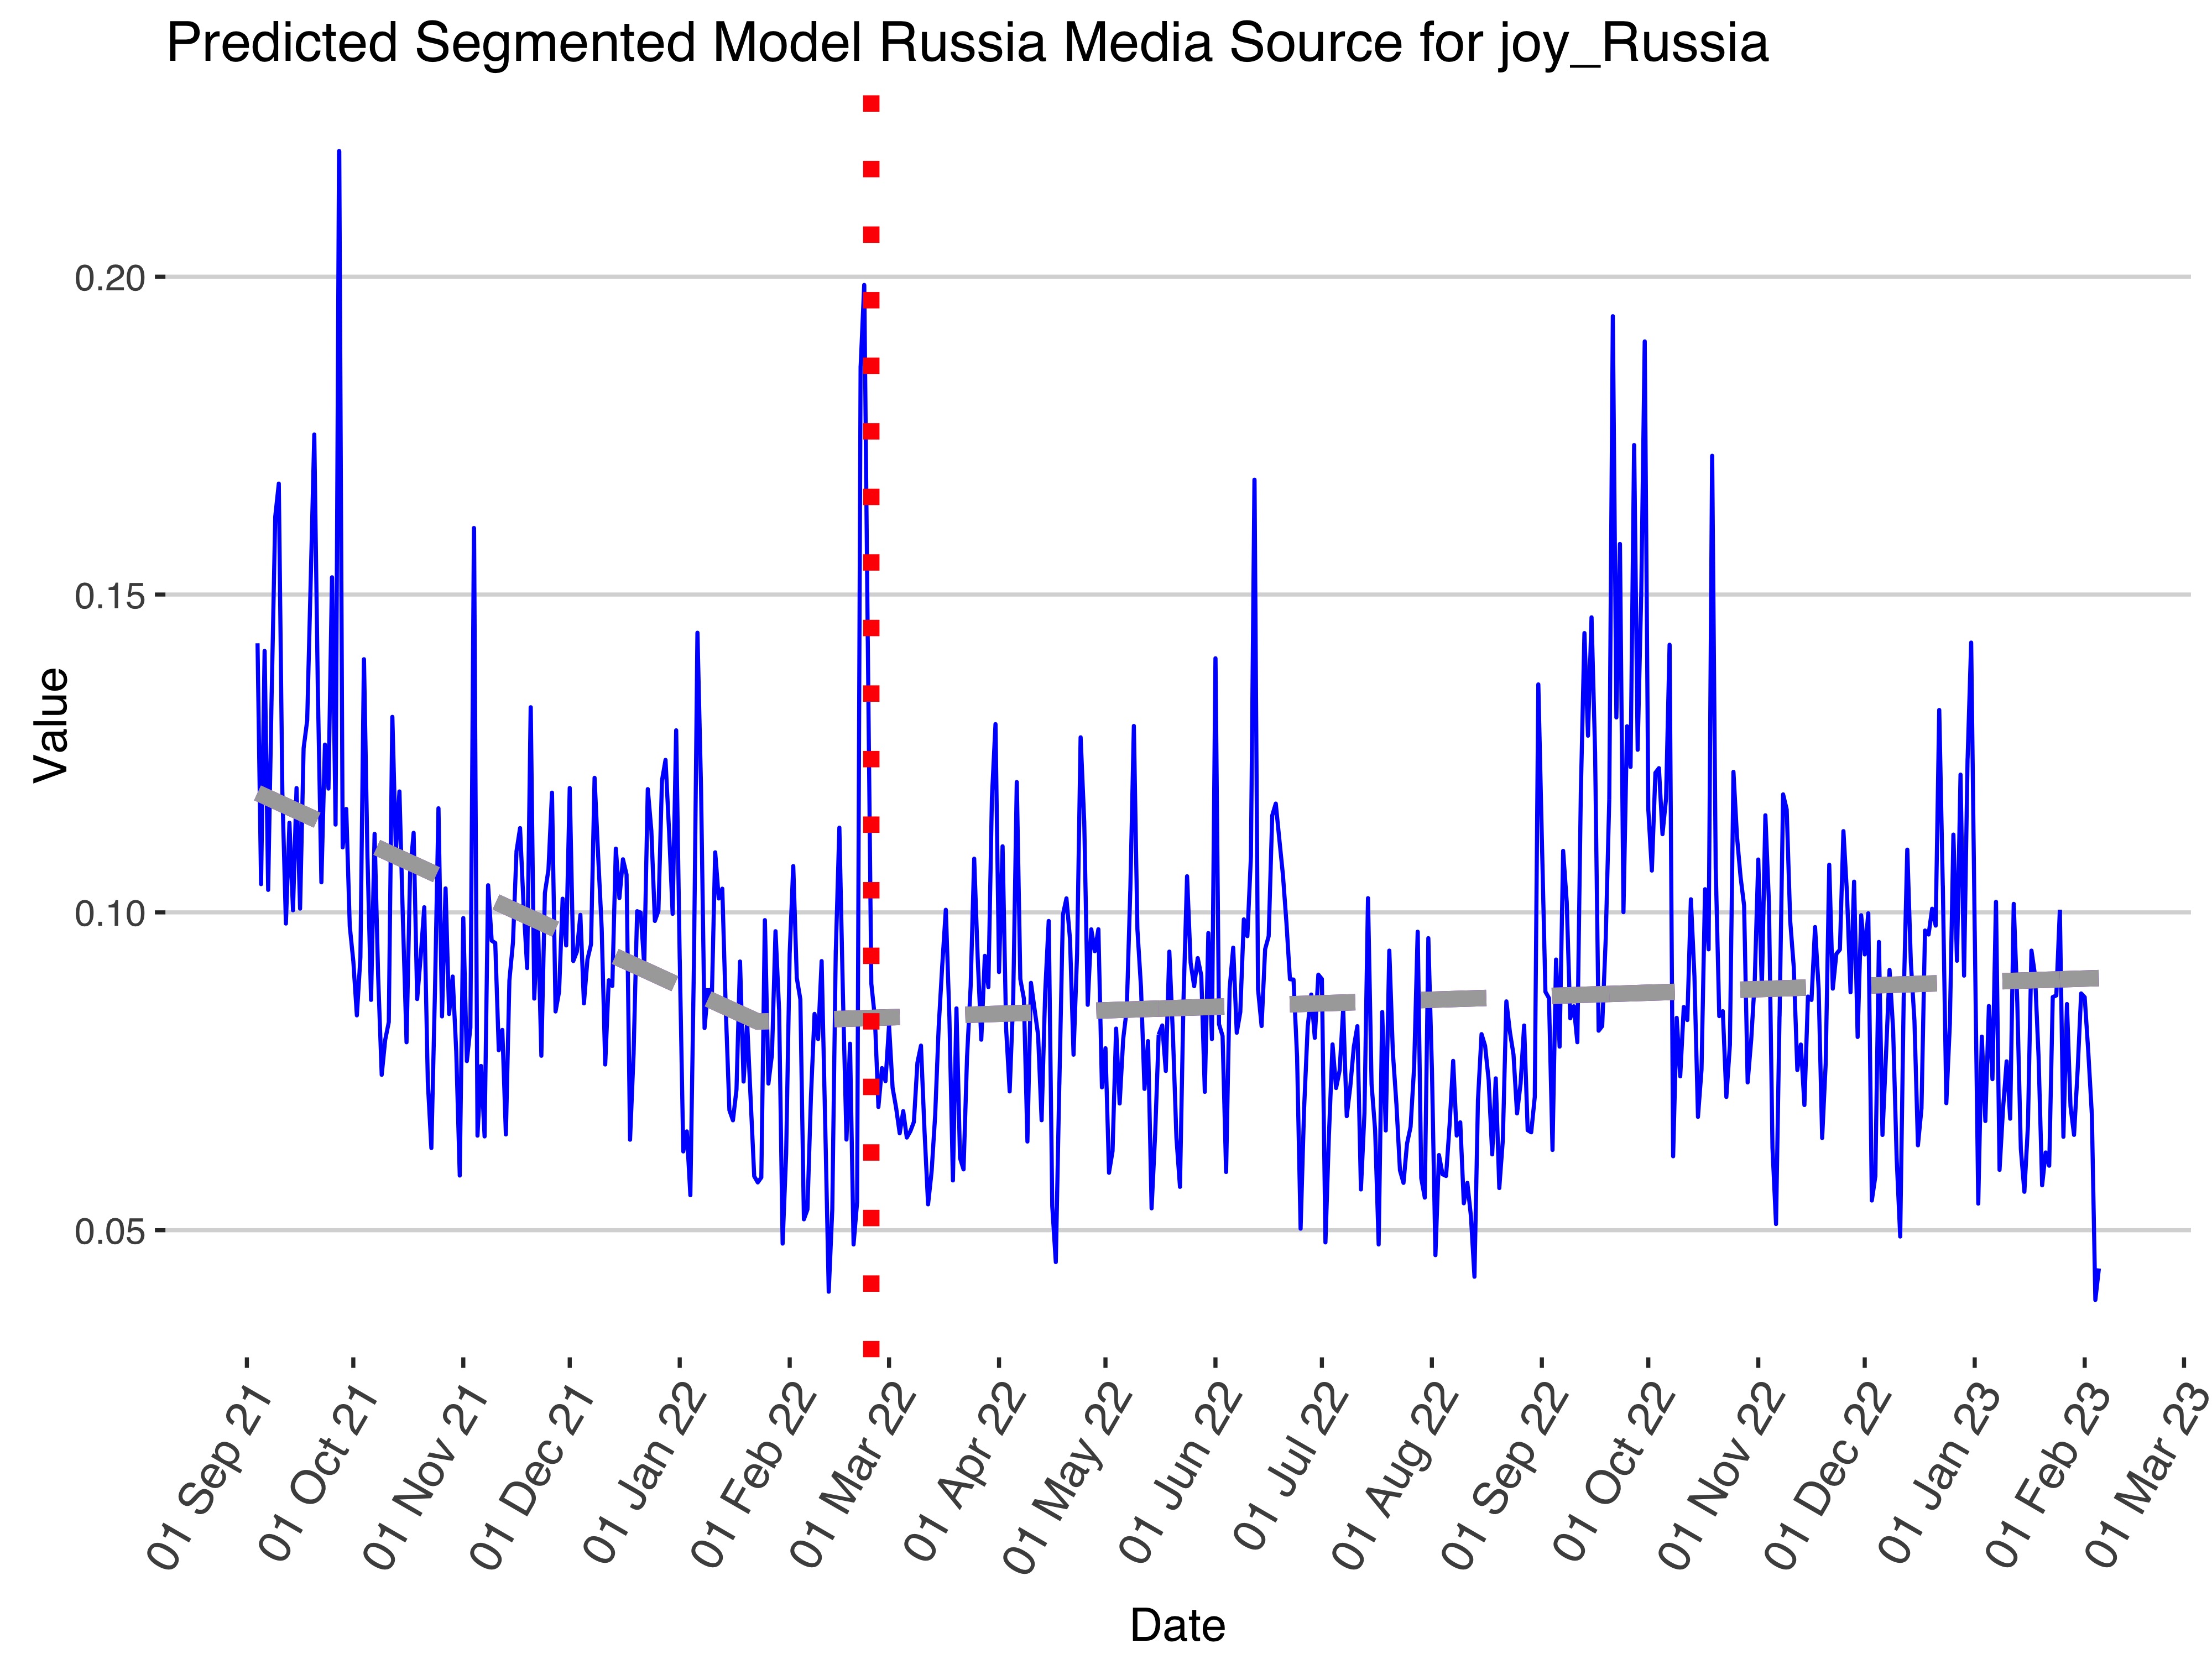 Predicted Segmented Model Russia Media Source for joy_Russia
Value
0.20
0.15
0.10
0.05
01 Sep 21
01 Oct 21
01 Nov 21
01 Dec 21
01 Jan 22
01 Feb 22
01 Mar 22
01 Apr 22
01 May 22
01 Jun 22
01 Jul 22
01 Aug 22
01 Sep 22
01 Oct 22
01 Nov 22
01 Dec 22
01 Jan 23
01 Feb 23
01 Mar 23
Date